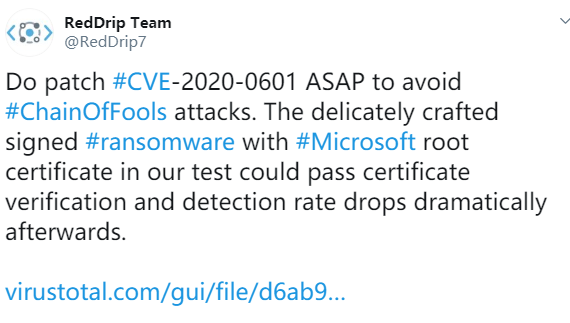 RedDrip Team
@RedDrip7
Do patch #CVE-2020-0601 ASAP to avoid
#ChainOfFools attacks. The delicately crafted
signed #ransomware with #Microsoft root
certificate in our test could pass certificate
verification and detection rate drops dramatically
afterwards.
virustotal.com/gui/file/d6ab9...